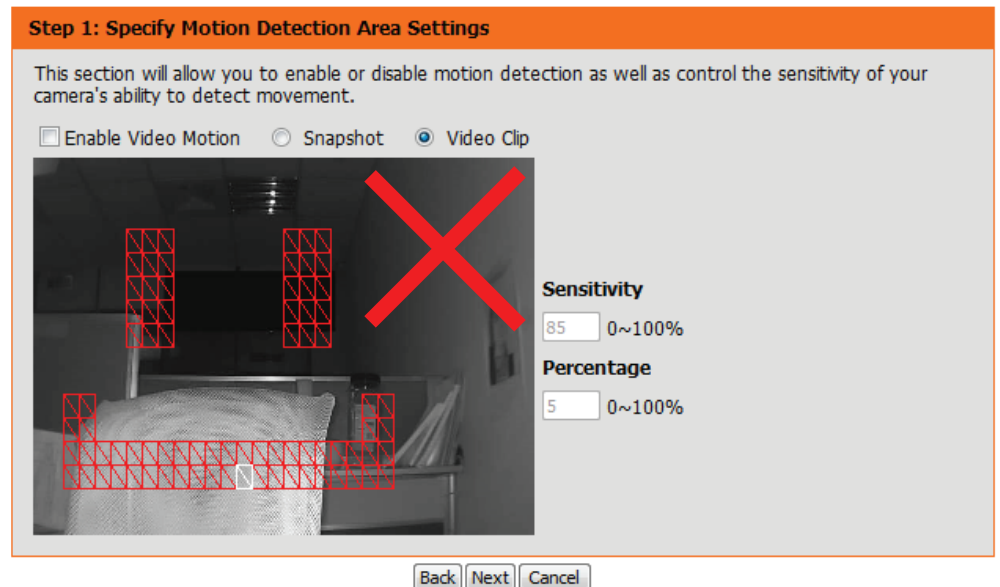 Step 1: Specify Motion Detection Area Settings
This section will allow you to enable or disable motion detection as well as control the sensitivity of your
camera's ability to detect movement.
Enable Video Motion Snapshot Video Clip
Sensitivity
85 0~100%
Percentage
5 0~100%
Back Next Cancel